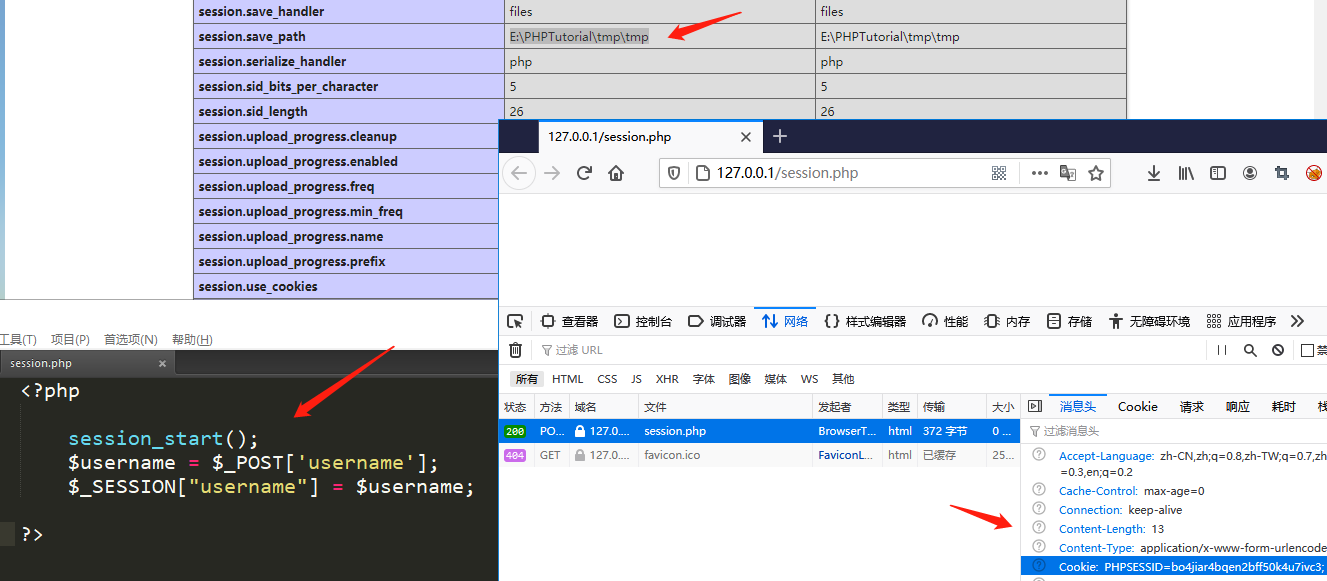 session.save_handler files files
session.save_path E:\PHPTutorial\tmp\tmp E:\PHPTutorial\tmp\tmp
session.serialize_handler php php
session.sid_bits_per_character 5 5
session.sid_length 26 26
session.upload_progress.cleanup
session.upload_progress.enabled
session.upload_progress.freq
session.upload_progress.min_freq
session.upload_progress.name
session.upload_progress.prefix
session.use_cookies
127.0.0.1/session.php
127.0.0.1/session.php
工具(T) 项目(P) 首选项(N) 帮助(H)
session.php
<?php
session_start();
$username = $_POST['username'];
$_SESSION["username"] = $username;
?>
查看器 控制台 调试器 网络 样式编辑器 性能 内存 存储 无障碍环境 应用程序
过滤 URL 禁
所有 HTML CSS JS XHR 字体 图像 媒体 WS 其他
状态 方法 域名 文件 发起者 类型 传输 大小
200 PO... 127.0.... session.php BrowserT... html 372 字节 0 ...
404 GET 127.0.... favicon.ico FaviconL... html 已缓存 25...
消息头 Cookie 请求 响应 耗时
过滤消息头
Accept-Language: zh-CN,zh;q=0.8,zh-TW;q=0.7,zh
=0.3,en;q=0.2
Cache-Control: max-age=0
Connection: keep-alive
Content-Length: 13
Content-Type: application/x-www-form-urlencode
Cookie: PHPSESSID=bo4jiar4bqen2bff50k4u7ivc3;